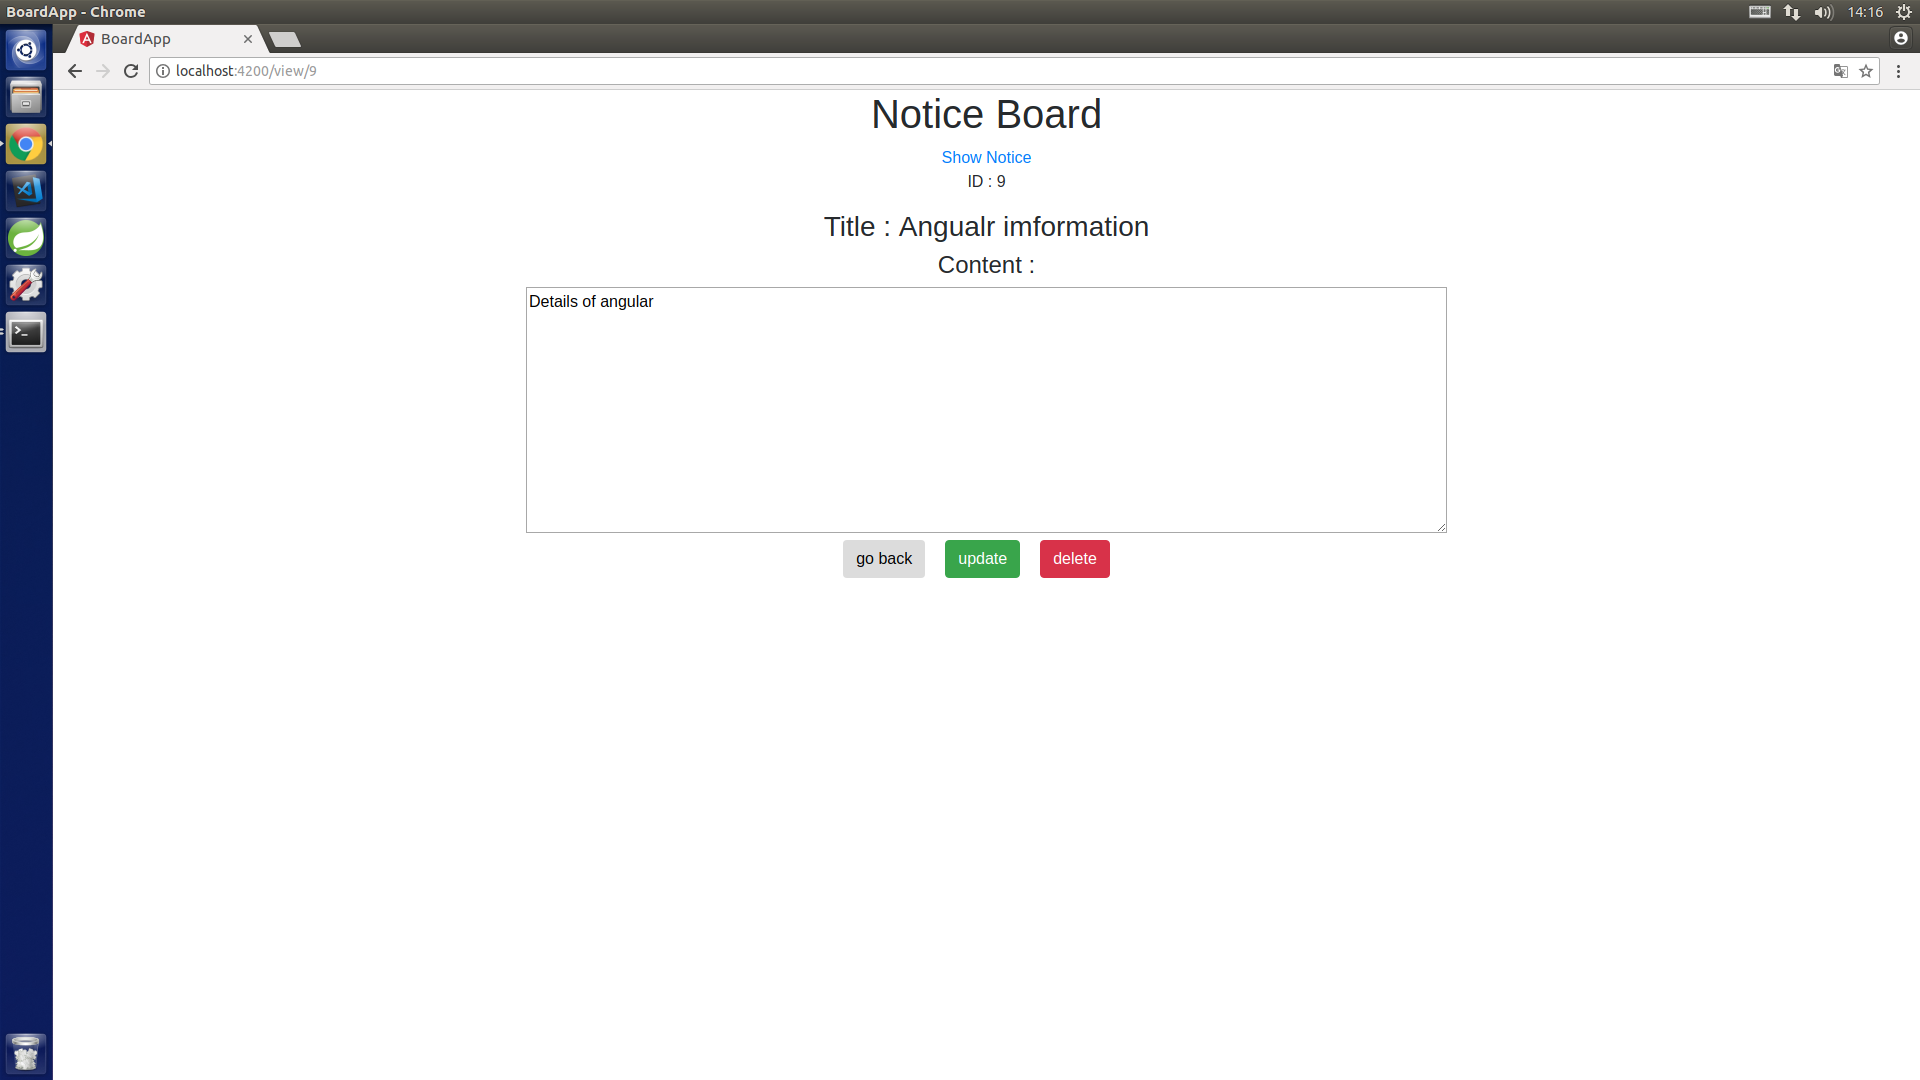 BoardApp - Chrome
14:16
BoardApp
localhost:4200/view/9
Notice Board
Show Notice
ID : 9
Title : Angualr imformation
Content :
Details of angular
go back
update
delete